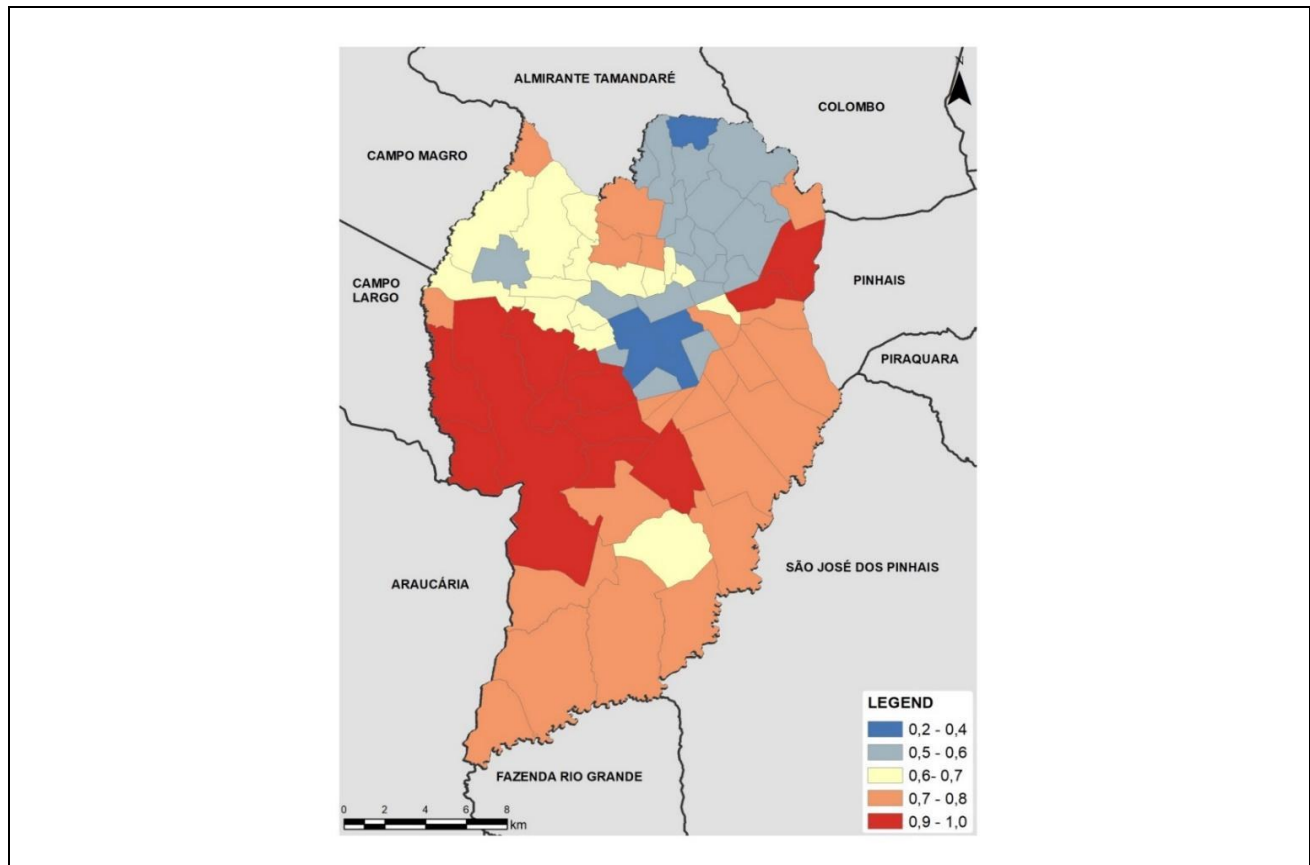 N
ALMIRANTE TAMANDARÉ
COLOMBO
CAMPO MAGRO
CAMPO
LARGO
PINHAIS
PIRAQUARA
SÃO JOSÉ DOS PINHAIS
ARAUCÁRIA
FAZENDA RIO GRANDE
LEGEND
0,2 - 0,4
0,5 - 0,6
0,6- 0,7
0,7 - 0,8
0,9 - 1,0
0 2 4 6 8
km